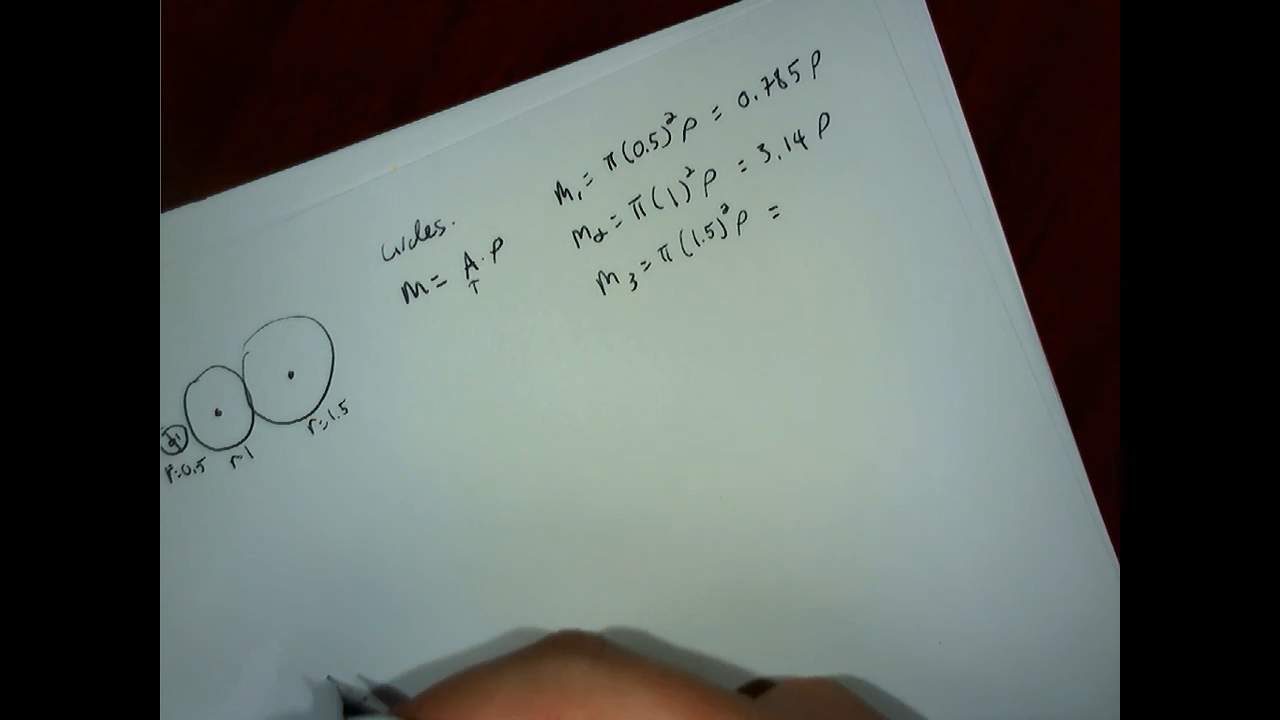 m₁ = π(0.5)²ρ = 0.785ρ
m₂ = π(1)²ρ = 3.14ρ
m₃ = π(1.5)²ρ =
circles.
m = A·ρ
r=1.5
r=1
r=0.5